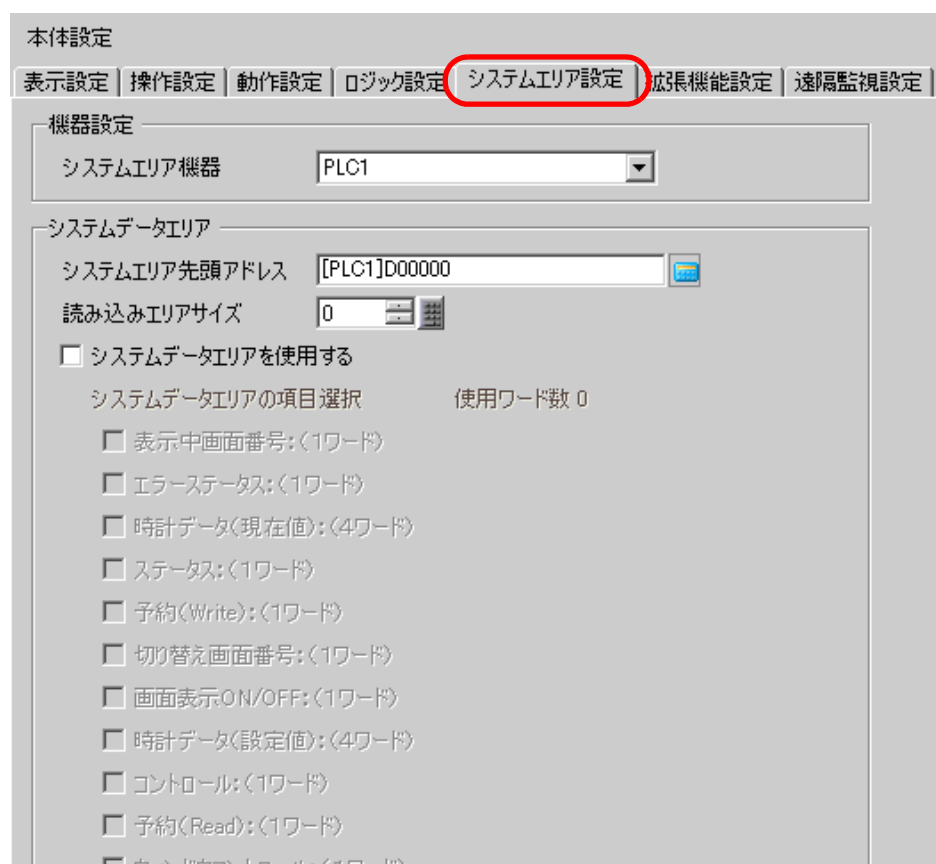 本体設定
表示設定 操作設定 動作設定 ロジック設定 システムエリア設定 拡張機能設定 遠隔監視設定
機器設定
システムエリア機器 PLC1
システムデータエリア
システムエリア先頭アドレス [PLC1]D00000
読み込みエリアサイズ 0
システムデータエリアを使用する
システムデータエリアの項目選択 使用ワード数 0
表示中画面番号:(1ワード)
エラーステータス:(1ワード)
時計データ(現在値):(4ワード)
ステータス:(1ワード)
予約(Write):(1ワード)
切り替え画面番号:(1ワード)
画面表示ON/OFF:(1ワード)
時計データ(設定値):(4ワード)
コントロール:(1ワード)
予約(Read):(1ワード)